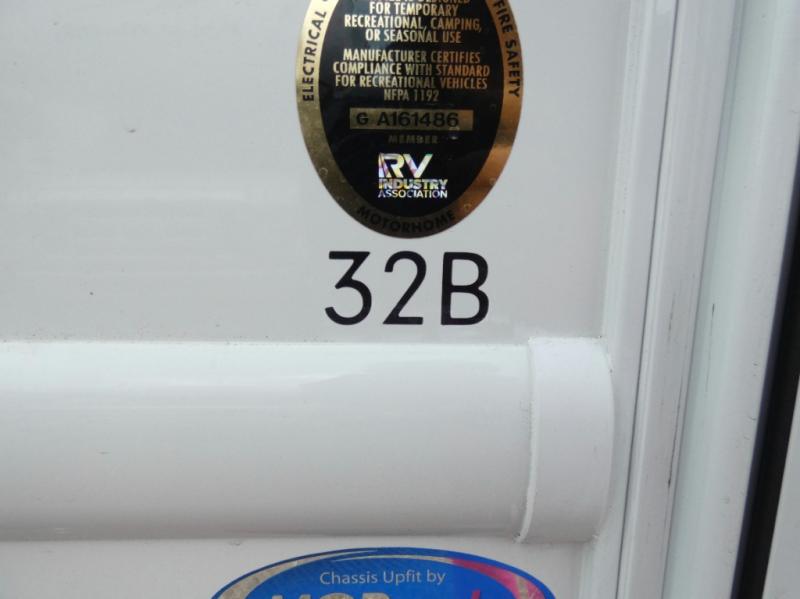 FOR TEMPORARY
RECREATIONAL, CAMPING,
OR SEASONAL USE
MANUFACTURER CERTIFIES
COMPLIANCE WITH STANDARD
FOR RECREATIONAL VEHICLES
NFPA 1192
G A161486
MEMBER
RV
INDUSTRY
ASSOCIATION
ELECTRICAL
FIRE SAFETY
MOTORHOME
32B
Chassis Upfit by